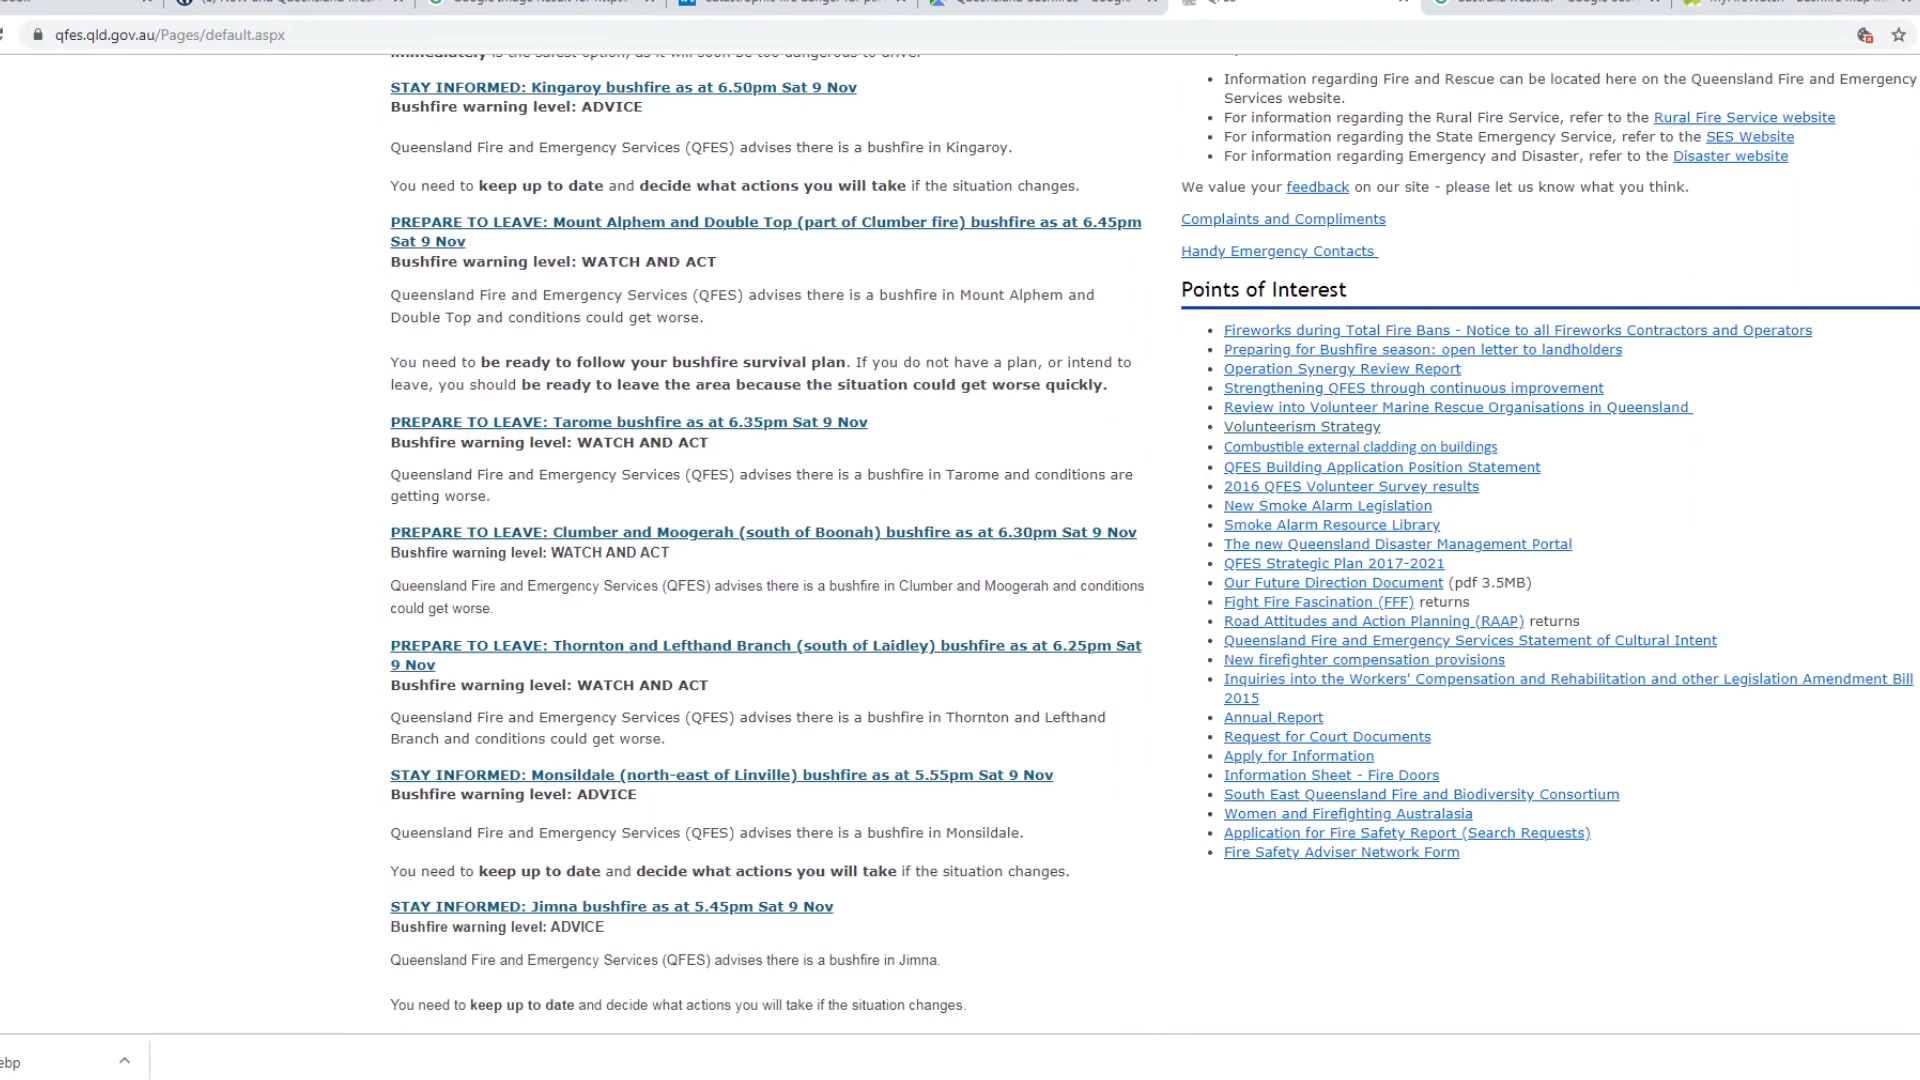 qfes.qld.gov.au/Pages/default.aspx
STAY INFORMED: Kingaroy bushfire as at 6.50pm Sat 9 Nov
Bushfire warning level: ADVICE
Queensland Fire and Emergency Services (QFES) advises there is a bushfire in Kingaroy.
You need to keep up to date and decide what actions you will take if the situation changes.
PREPARE TO LEAVE: Mount Alphem and Double Top (part of Clumber fire) bushfire as at 6.45pm
Sat 9 Nov
Bushfire warning level: WATCH AND ACT
Queensland Fire and Emergency Services (QFES) advises there is a bushfire in Mount Alphem and
Double Top and conditions could get worse.
You need to be ready to follow your bushfire survival plan. If you do not have a plan, or intend to
leave, you should be ready to leave the area because the situation could get worse quickly.
PREPARE TO LEAVE: Tarome bushfire as at 6.35pm Sat 9 Nov
Bushfire warning level: WATCH AND ACT
Queensland Fire and Emergency Services (QFES) advises there is a bushfire in Tarome and conditions are
getting worse.
PREPARE TO LEAVE: Clumber and Moogerah (south of Boonah) bushfire as at 6.30pm Sat 9 Nov
Bushfire warning level: WATCH AND ACT
Queensland Fire and Emergency Services (QFES) advises there is a bushfire in Clumber and Moogerah and conditions
could get worse.
PREPARE TO LEAVE: Thornton and Lefthand Branch (south of Laidley) bushfire as at 6.25pm Sat
9 Nov
Bushfire warning level: WATCH AND ACT
Queensland Fire and Emergency Services (QFES) advises there is a bushfire in Thornton and Lefthand
Branch and conditions could get worse.
STAY INFORMED: Monsildale (north-east of Linville) bushfire as at 5.55pm Sat 9 Nov
Bushfire warning level: ADVICE
Queensland Fire and Emergency Services (QFES) advises there is a bushfire in Monsildale.
You need to keep up to date and decide what actions you will take if the situation changes.
STAY INFORMED: Jimna bushfire as at 5.45pm Sat 9 Nov
Bushfire warning level: ADVICE
Queensland Fire and Emergency Services (QFES) advises there is a bushfire in Jimna.
You need to keep up to date and decide what actions you will take if the situation changes.
Information regarding Fire and Rescue can be located here on the Queensland Fire and Emergency
Services website.
For information regarding the Rural Fire Service, refer to the Rural Fire Service website
For information regarding the State Emergency Service, refer to the SES Website
For information regarding Emergency and Disaster, refer to the Disaster website
We value your feedback on our site - please let us know what you think.
Complaints and Compliments
Handy Emergency Contacts
Points of Interest
Fireworks during Total Fire Bans - Notice to all Fireworks Contractors and Operators
Preparing for Bushfire season: open letter to landholders
Operation Synergy Review Report
Strengthening QFES through continuous improvement
Review into Volunteer Marine Rescue Organisations in Queensland
Volunteerism Strategy
Combustible external cladding on buildings
QFES Building Application Position Statement
2016 QFES Volunteer Survey results
New Smoke Alarm Legislation
Smoke Alarm Resource Library
The new Queensland Disaster Management Portal
QFES Strategic Plan 2017-2021
Our Future Direction Document (pdf 3.5MB)
Fight Fire Fascination (FFF) returns
Road Attitudes and Action Planning (RAAP) returns
Queensland Fire and Emergency Services Statement of Cultural Intent
New firefighter compensation provisions
Inquiries into the Workers' Compensation and Rehabilitation and other Legislation Amendment Bill
2015
Annual Report
Request for Court Documents
Apply for Information
Information Sheet - Fire Doors
South East Queensland Fire and Biodiversity Consortium
Women and Firefighting Australasia
Application for Fire Safety Report (Search Requests)
Fire Safety Adviser Network Form
ebp